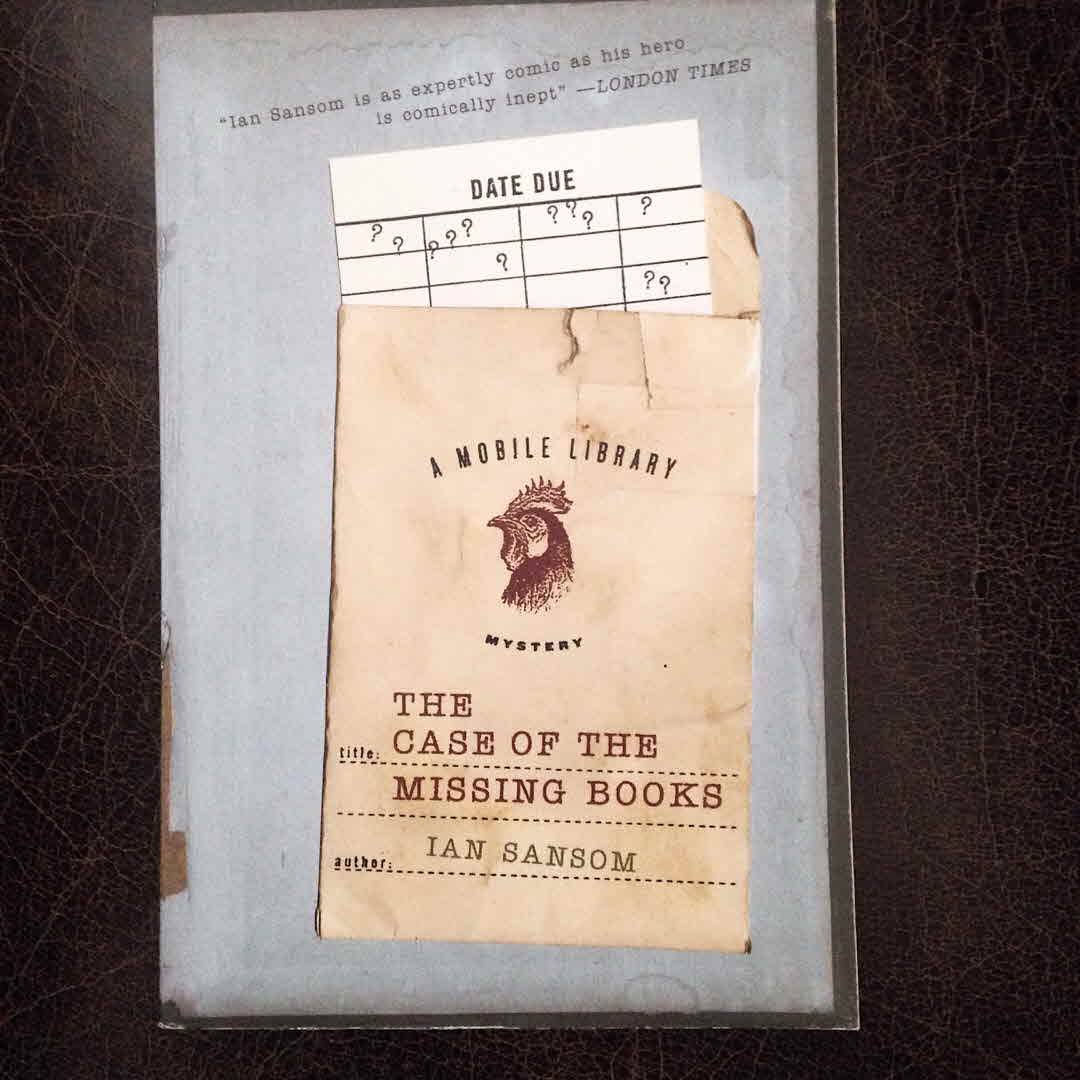 "Ian Sansom is as expertly comic as his hero
is comically inept" —LONDON TIMES
DATE DUE
? ? ? ? ? ? ? ? ?
?
? ?
A MOBILE LIBRARY
MYSTERY
THE
title: CASE OF THE
MISSING BOOKS
author: IAN SANSOM